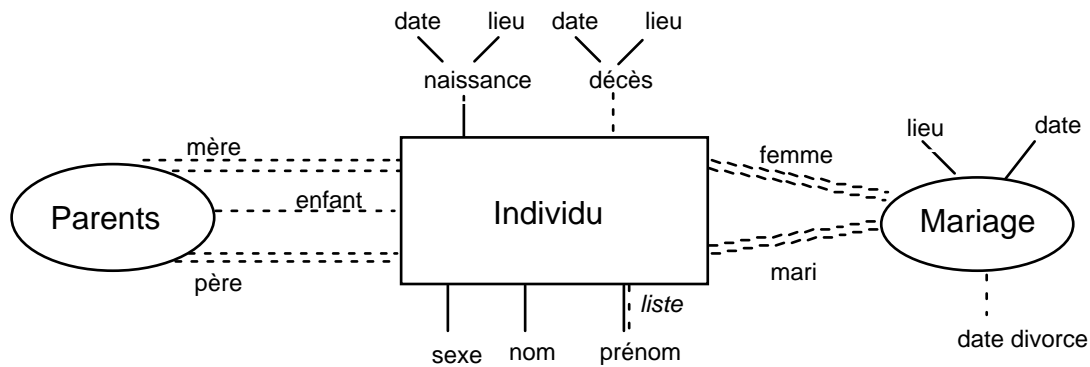 date lieu date lieu
naissance décès
lieu date
mère femme
Parents enfant Individu Mariage
père mari
liste
sexe nom prénom date divorce